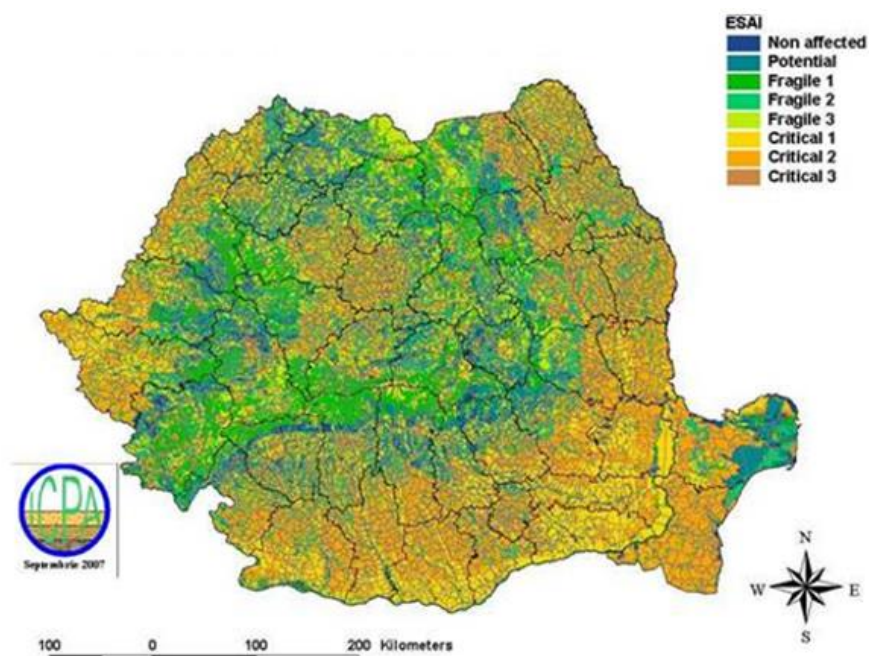 ESAI
Non affected
Potential
Fragile 1
Fragile 2
Fragile 3
Critical 1
Critical 2
Critical 3
ICPA
Septembrie 2007
N
W E
S
100 0 100 200 Kilometers